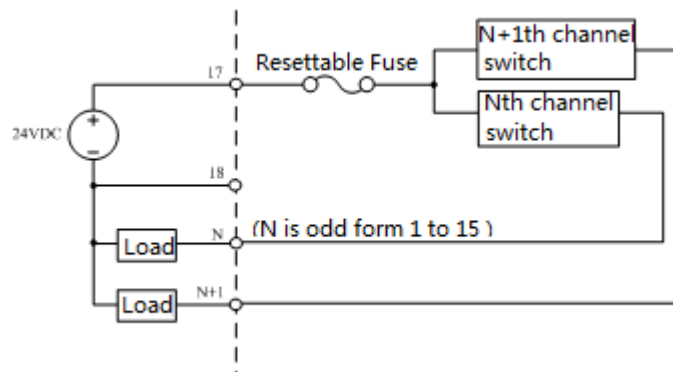 N+1th channel
switch
17
Resettable Fuse
Nth channel
switch
+
24VDC
−
18
Load
N
(N is odd form 1 to 15 )
Load
N+1